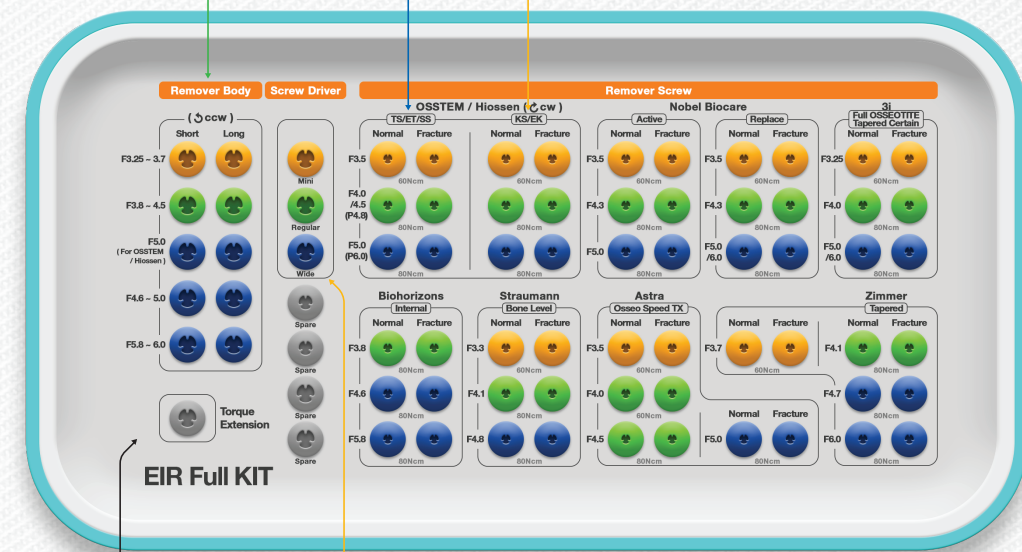 Remover Body
Screw Driver
Remover Screw
( ccw )
Short Long
F3.25 ~ 3.7
F3.8 ~ 4.5
F5.0
( For OSSTEM
/ Hiossen )
F4.6 ~ 5.0
F5.8 ~ 6.0
Mini
Regular
Wide
Spare
Spare
Spare
Spare
Torque
Extension
EIR Full KIT
OSSTEM / Hiossen ( cw )
TS/ET/SS
Normal Fracture
F3.5
60Ncm
F4.0
/4.5
(P4.8)
80Ncm
F5.0
(P6.0)
80Ncm
KS/EK
Normal Fracture
60Ncm
80Ncm
80Ncm
Nobel Biocare
Active
Normal Fracture
F3.5
60Ncm
F4.3
80Ncm
F5.0
80Ncm
Replace
Normal Fracture
F3.5
60Ncm
F4.3
80Ncm
F5.0
/6.0
80Ncm
3i
Full OSSEOTITE
Tapered Certain
Normal Fracture
F3.25
60Ncm
F4.0
80Ncm
F5.0
/6.0
80Ncm
Biohorizons
Internal
Normal Fracture
F3.8
60Ncm
F4.6
80Ncm
F5.8
80Ncm
Straumann
Bone Level
Normal Fracture
F3.3
60Ncm
F4.1
80Ncm
F4.8
80Ncm
Astra
Osseo Speed TX
Normal Fracture
F3.5
60Ncm
F4.0
80Ncm
F4.5
80Ncm
Normal Fracture
F5.0
80Ncm
Zimmer
Tapered
Normal Fracture
F3.7
60Ncm
Normal Fracture
F4.1
80Ncm
F4.7
80Ncm
F6.0
80Ncm